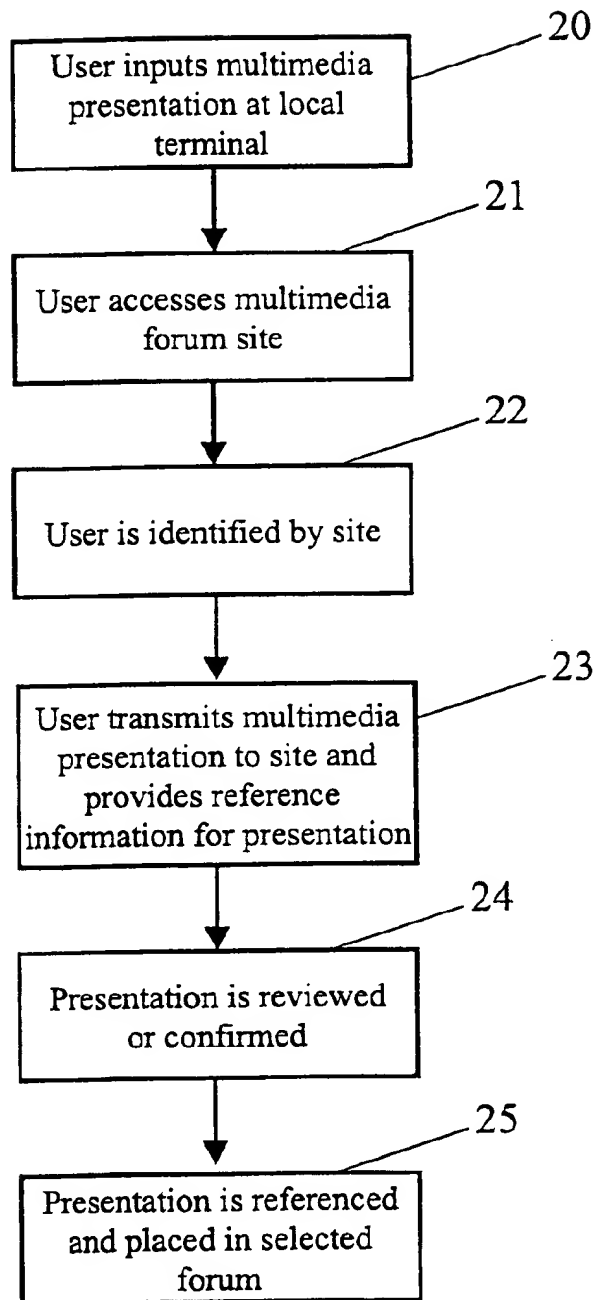 20
User inputs multimedia
presentation at local
terminal
21
User accesses multimedia
forum site
22
User is identified by site
23
User transmits multimedia
presentation to site and
provides reference
information for presentation
24
Presentation is reviewed
or confirmed
25
Presentation is referenced
and placed in selected
forum